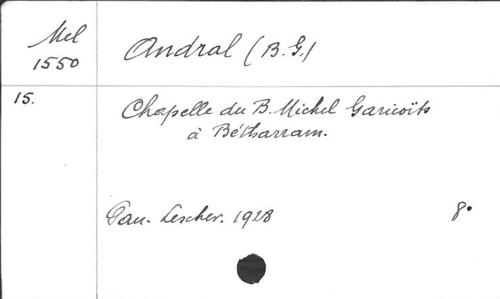 Mel
1550
Andral (B. G.)
15.
Chapelle du B. Michel Garicoïts
à Bétharram.
Pau. Lescher. 1928
8°